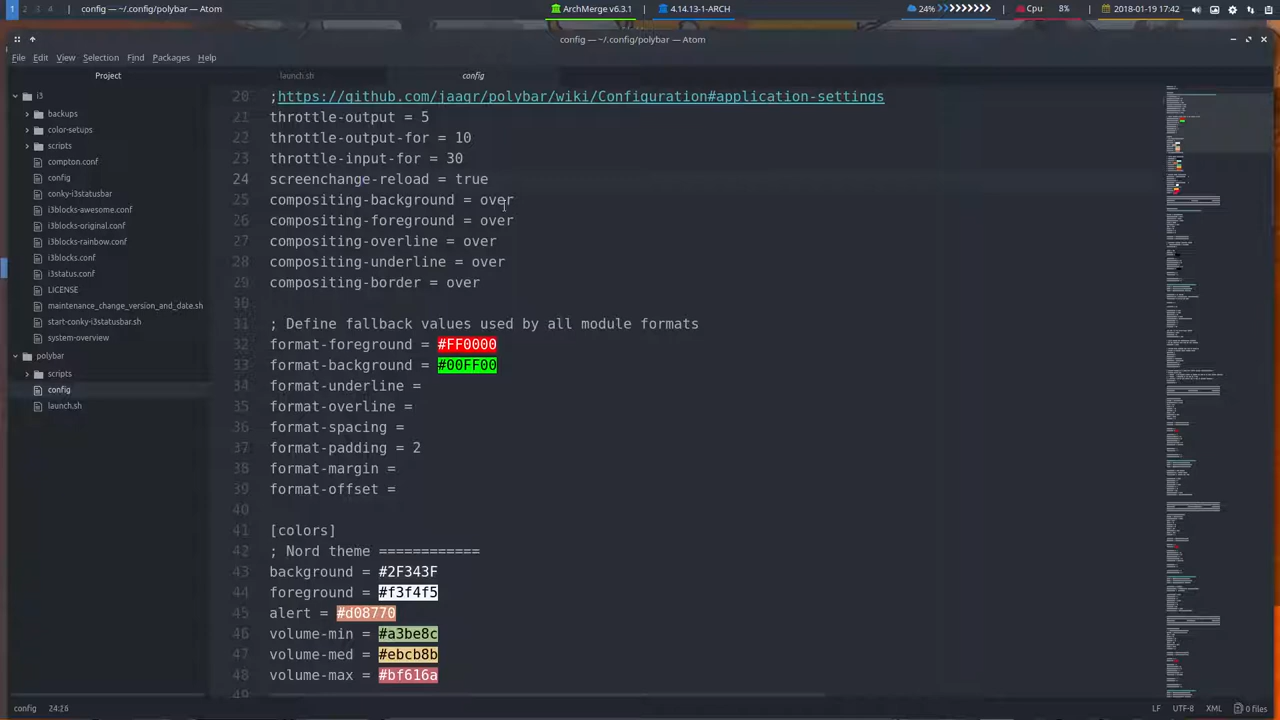 1 2 3 4 config — ~/.config/polybar — Atom ArchMerge v6.3.1 4.14.13-1-ARCH 24% Cpu 8% 2018-01-19 17:42
config — ~/.config/polybar — Atom
File Edit View Selection Find Packages Help
Project launch.sh config
i3
backups
color-setups
scripts
compton.conf
config
conky-i3statusbar
i3blocks-awesome.conf
i3blocks-original.conf
i3blocks-rainbow.conf
i3blocks.conf
i3status.conf
LICENSE
maintenance_change_version_and_date.sh
start-conky-i3statusbar.sh
system-overview
polybar
scripts
config
launch.sh
20 ;https://github.com/jaagr/polybar/wiki/Configuration#application-settings
21 throttle-output = 5
22 throttle-output-for = 10
23 throttle-input-for = 30
24 screnchange-reload = true
25 compositing-background = over
26 compositing-foreground = over
27 compositing-overline = over
28 compositing-underline = over
29 compositing-border = over
30
31 ; Define fallback values used by all module formats
32 format-foreground = #FF0000
33 format-background = #00FF00
34 format-underline =
35 format-overline =
36 format-spacing =
37 format-padding = 2
38 format-margin =
39 format-offset =
40
41 [colors]
42 ; Nord theme ============
43 background = #2F343F
44 foreground = #f3f4f5
45 alert = #d08770
46 volume-min = #a3be8c
47 volume-med = #ebcb8b
48 volume-max = #bf616a
49
config 24:26 LF UTF-8 XML 0 files